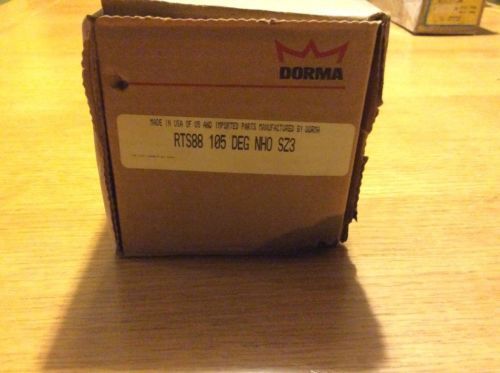 DORMA
MADE IN USA OF US AND IMPORTED PARTS MANUFACTURED BY DORMA
RTS88 105 DEG NHO SZ3